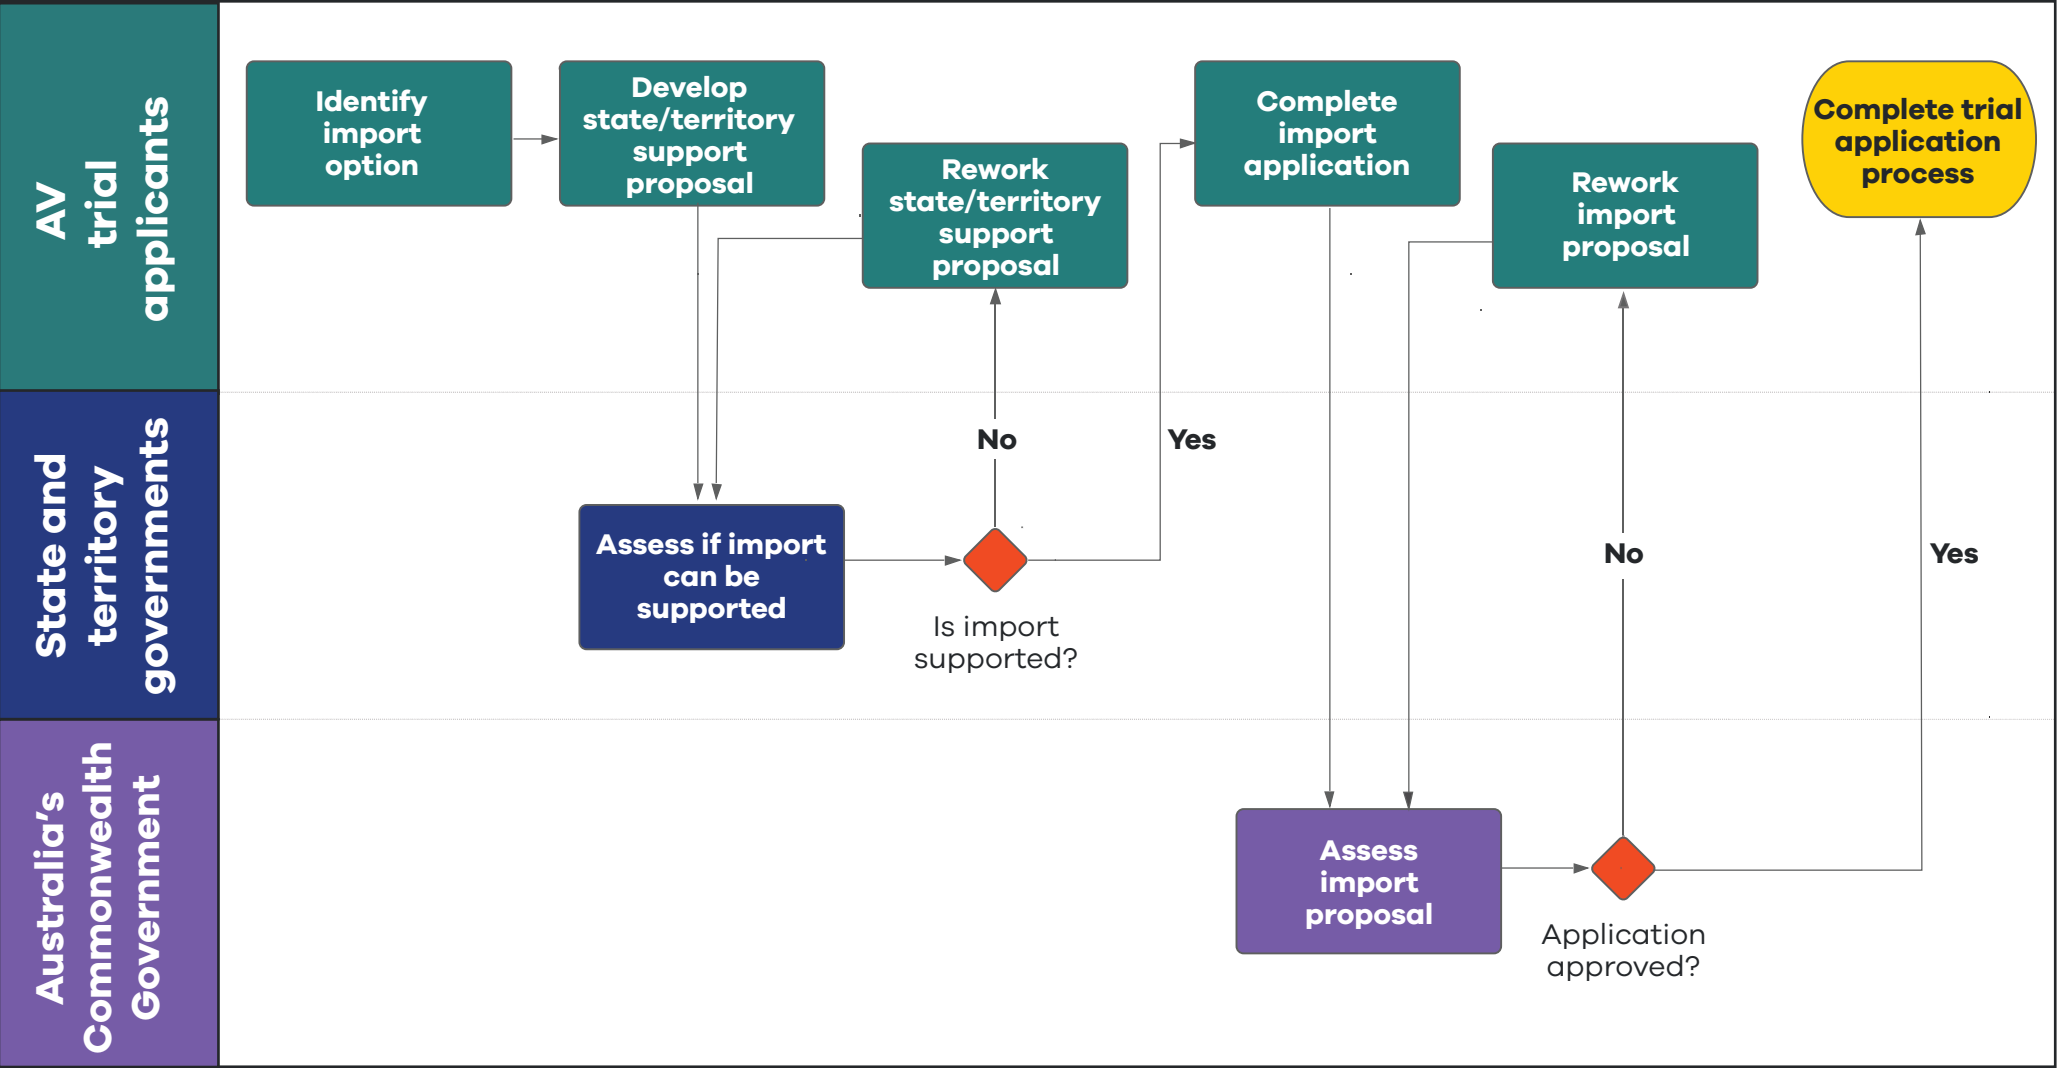 AV
trial
applicants
Identify
import
option
Develop
state/territory
support
proposal
Rework
state/territory
support
proposal
Complete
import
application
Rework
import
proposal
Complete trial
application
process
State and
territory
governments
No
Yes
Assess if import
can be
supported
Is import
supported?
No
Yes
Australia's
Commonwealth
Government
Assess
import
proposal
Application
approved?